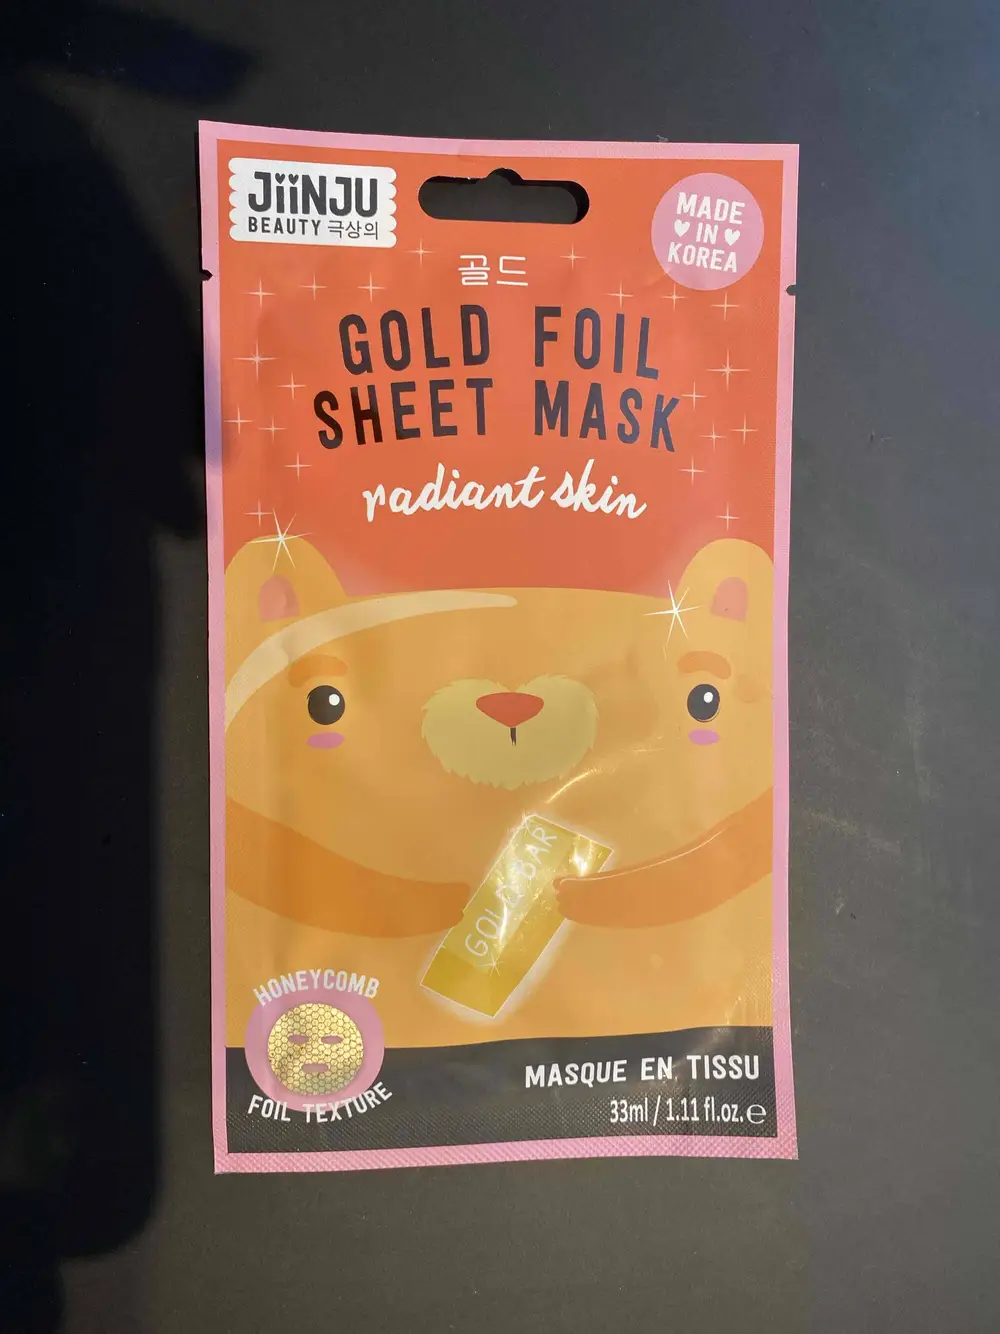 JiiNJU
BEAUTY 극상의
MADE
IN
KOREA
골드
GOLD FOIL
SHEET MASK
radiant skin
GOLD BAR
HONEYCOMB
FOIL TEXTURE
MASQUE EN TISSU
33ml / 1.11 fl.oz. ℮